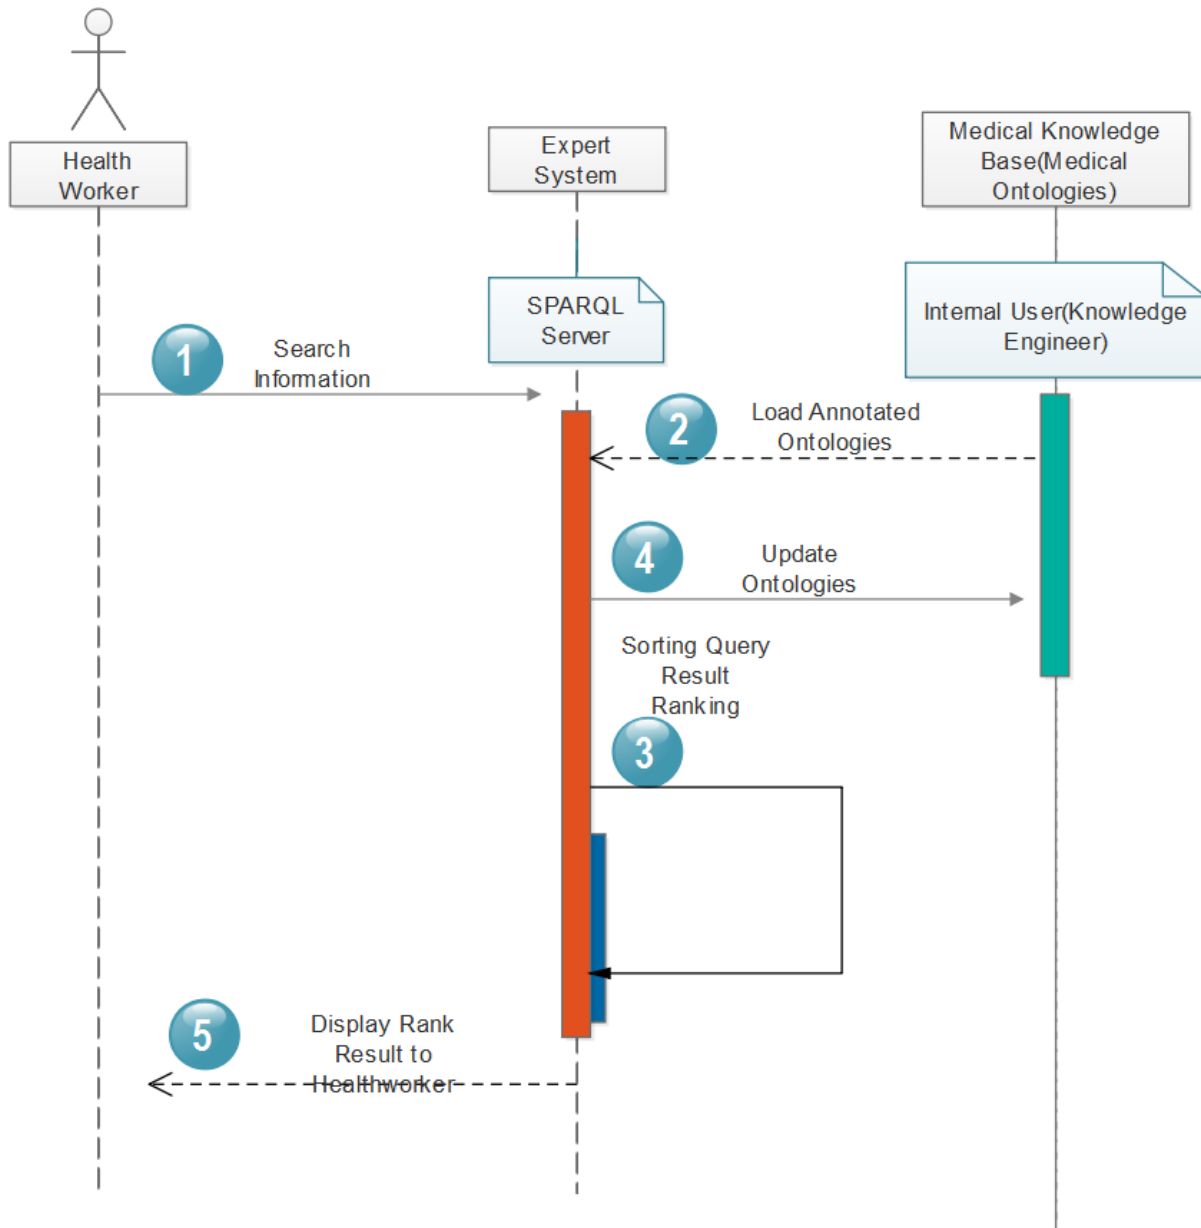 Health
Worker
Expert
System
Medical Knowledge
Base(Medical
Ontologies)
SPARQL
Server
Internal User(Knowledge
Engineer)
1
Search
Information
2
Load Annotated
Ontologies
4
Update
Ontologies
Sorting Query
Result
Ranking
3
5
Display Rank
Result to
Healthworker